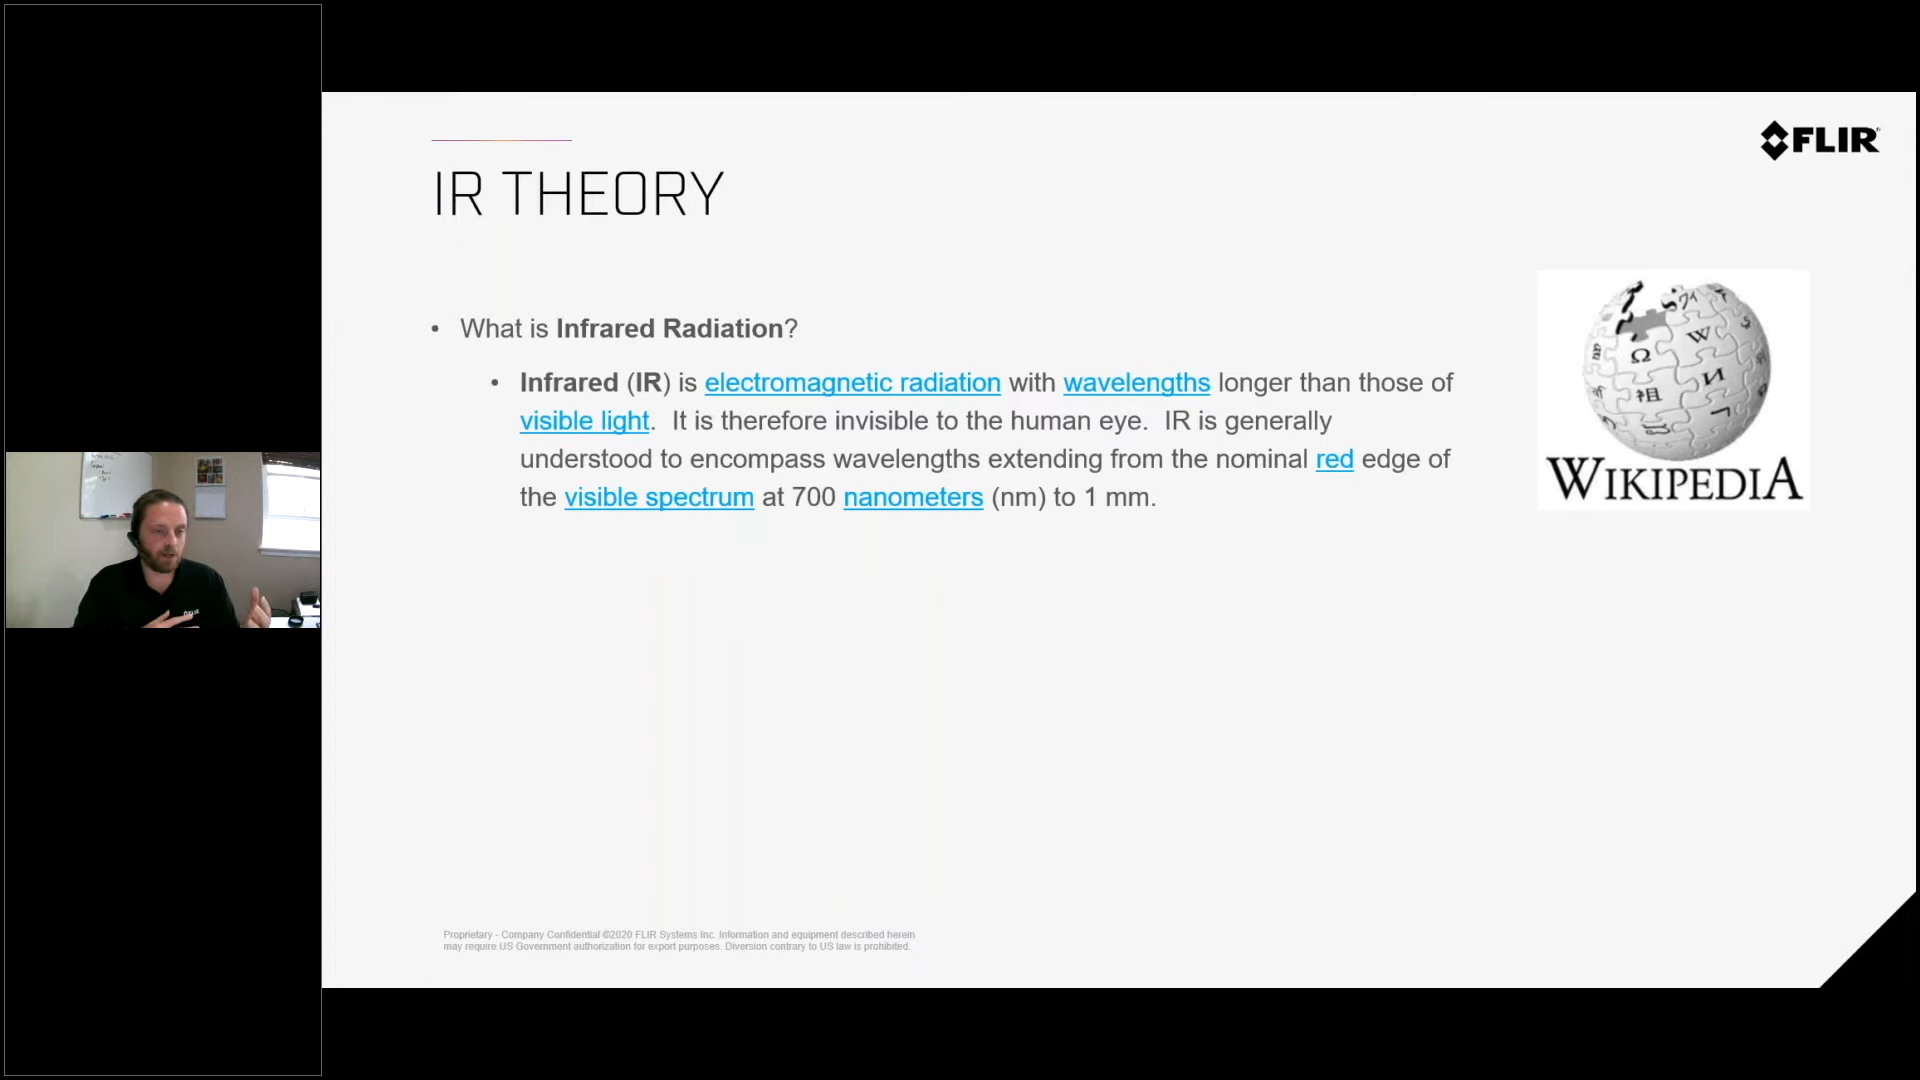 FLIR
IR THEORY
• What is Infrared Radiation?
• Infrared (IR) is electromagnetic radiation with wavelengths longer than those of
visible light. It is therefore invisible to the human eye. IR is generally
understood to encompass wavelengths extending from the nominal red edge of
the visible spectrum at 700 nanometers (nm) to 1 mm.
Ω
W
И
祖
WIKIPEDIA
Proprietary - Company Confidential ©2020 FLIR Systems Inc. Information and equipment described herein
may require US Government authorization for export purposes. Diversion contrary to US law is prohibited.